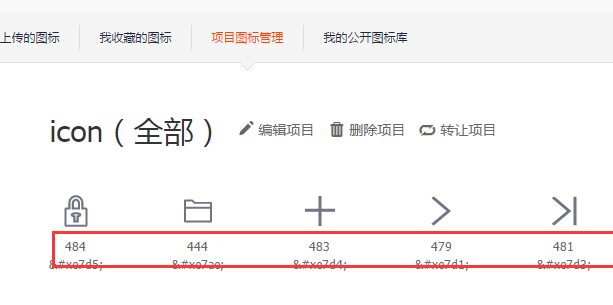 上传的图标 我收藏的图标 项目图标管理 我的公开图标库
icon（全部） 编辑项目 删除项目 转让项目
484 444 483 479 481
&#xe7d5; &#xe7ae; &#xe7d4; &#xe7d1; &#xe7d3;